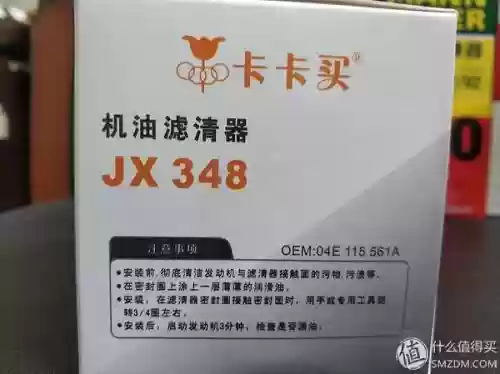 卡卡买®
机油滤清器
JX 348
注意事项
OEM:04E 115 561A
●安装前,彻底清洁发动机与滤清器接触面的污物,污渍等。
●在密封圈上涂上一层薄薄的润滑油。
●安装,在滤清器密封圈接触密封面时,用手或专用工具再
转3/4圈左右。
●安装后,启动发动机3分钟,检查是否漏油。
值 什么值得买
SMZDM.COM